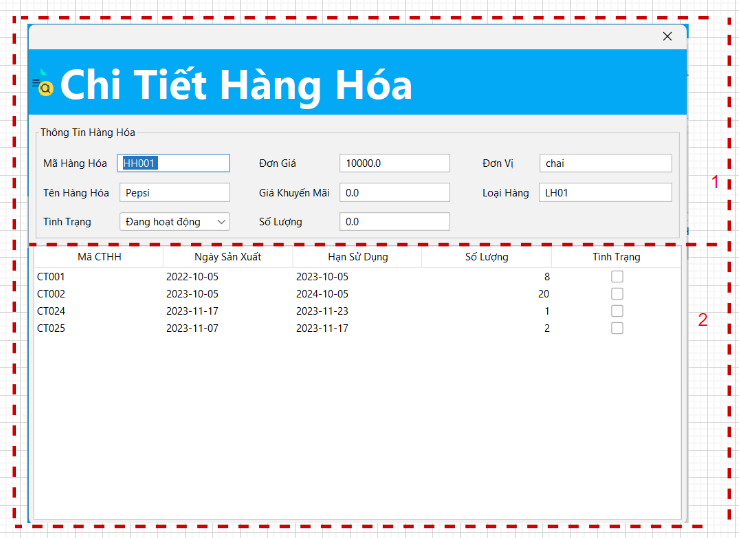 Chi Tiết Hàng Hóa
Thông Tin Hàng Hóa
Mã Hàng Hóa HH001 Đơn Giá 10000.0 Đơn Vị chai
1
Tên Hàng Hóa Pepsi Giá Khuyến Mãi 0.0 Loại Hàng LH01
Tình Trạng Đang hoạt động Số Lượng 0.0
Mã CTHH Ngày Sản Xuất Hạn Sử Dụng Số Lượng Tình Trạng
CT001 2022-10-05 2023-10-05 8
CT002 2023-10-05 2024-10-05 20
CT024 2023-11-17 2023-11-23 1
2
CT025 2023-11-07 2023-11-17 2